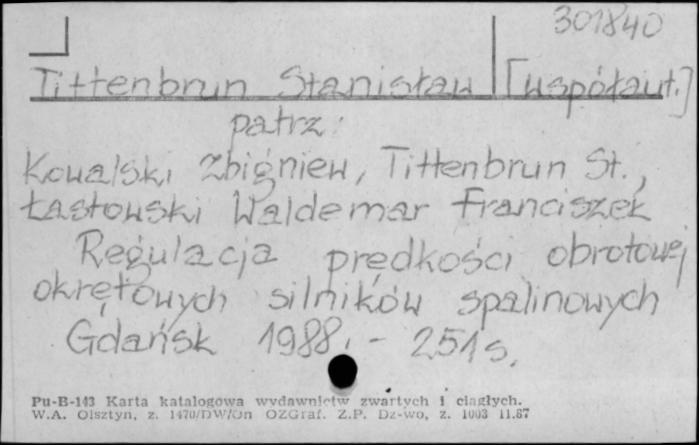 301840
Tittenbrun Stanisław [współaut.]
patrz:
Kowalski Zbigniew, Tittenbrun St.,
Łastowski Waldemar Franciszek
Regulacja prędkości obrotowej
okrętowych silników spalinowych
Gdańsk 1988. - 251 s.
Pu-B-143 Karta katalogowa wydawnictw zwartych i ciągłych.
W.A. Olsztyn, z. 1470/DW/Dn OZGraf. Z.P. Dz-wo, z. 1003 11.87